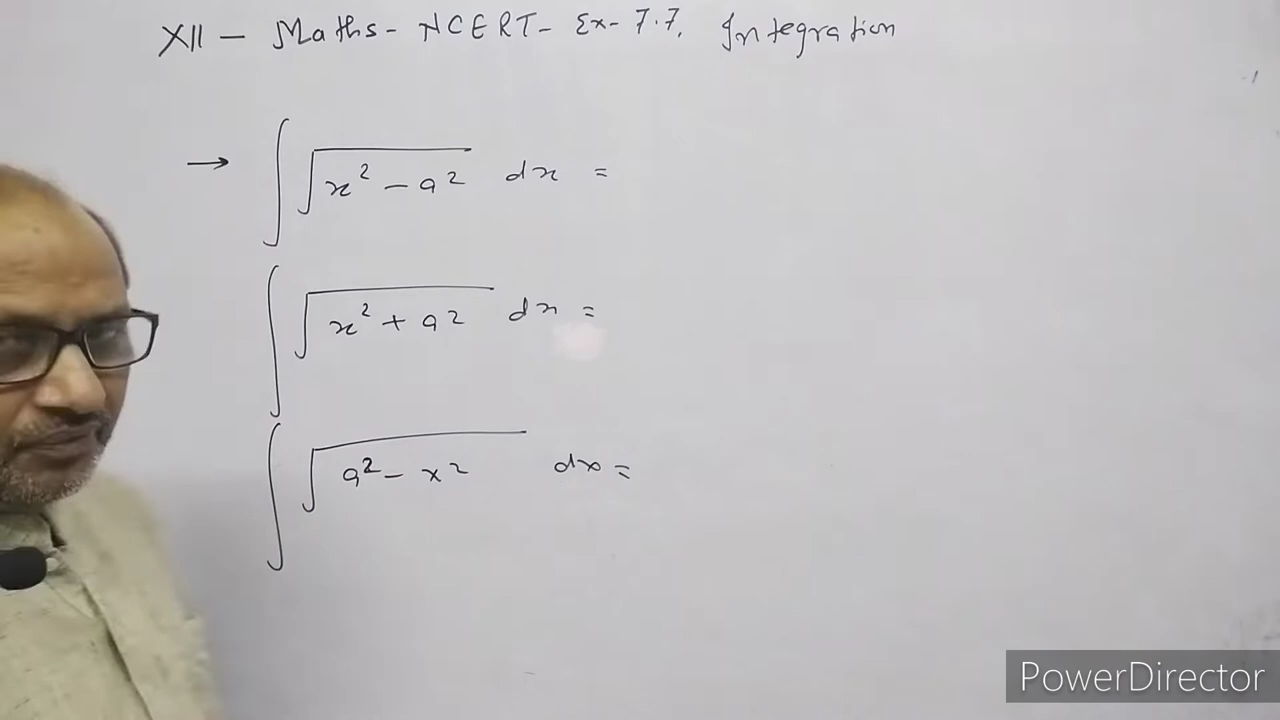 XII - Maths - NCERT - Ex- 7.7, Integration
→ ∫ √(x² - a²) dx =
∫ √(x² + a²) dx =
∫ √(a² - x²) dx =
PowerDirector